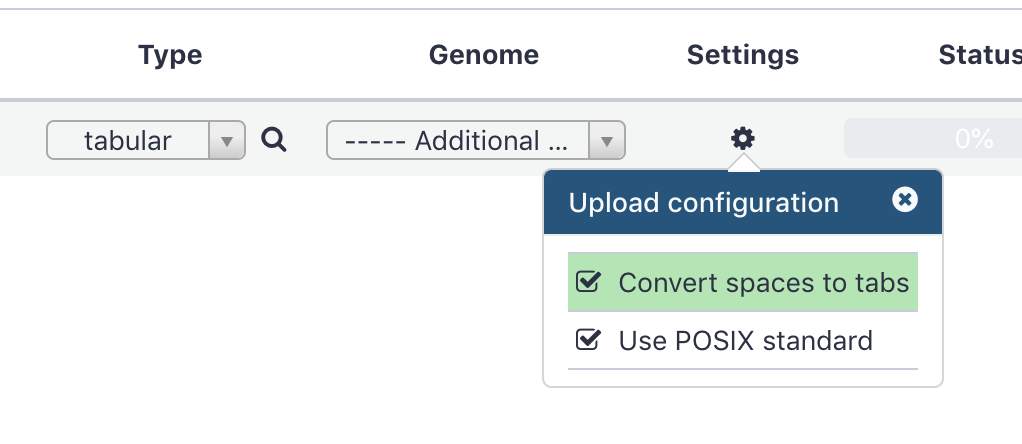 Type Genome Settings Status
tabular ----- Additional ... 0%
Upload configuration
Convert spaces to tabs
Use POSIX standard